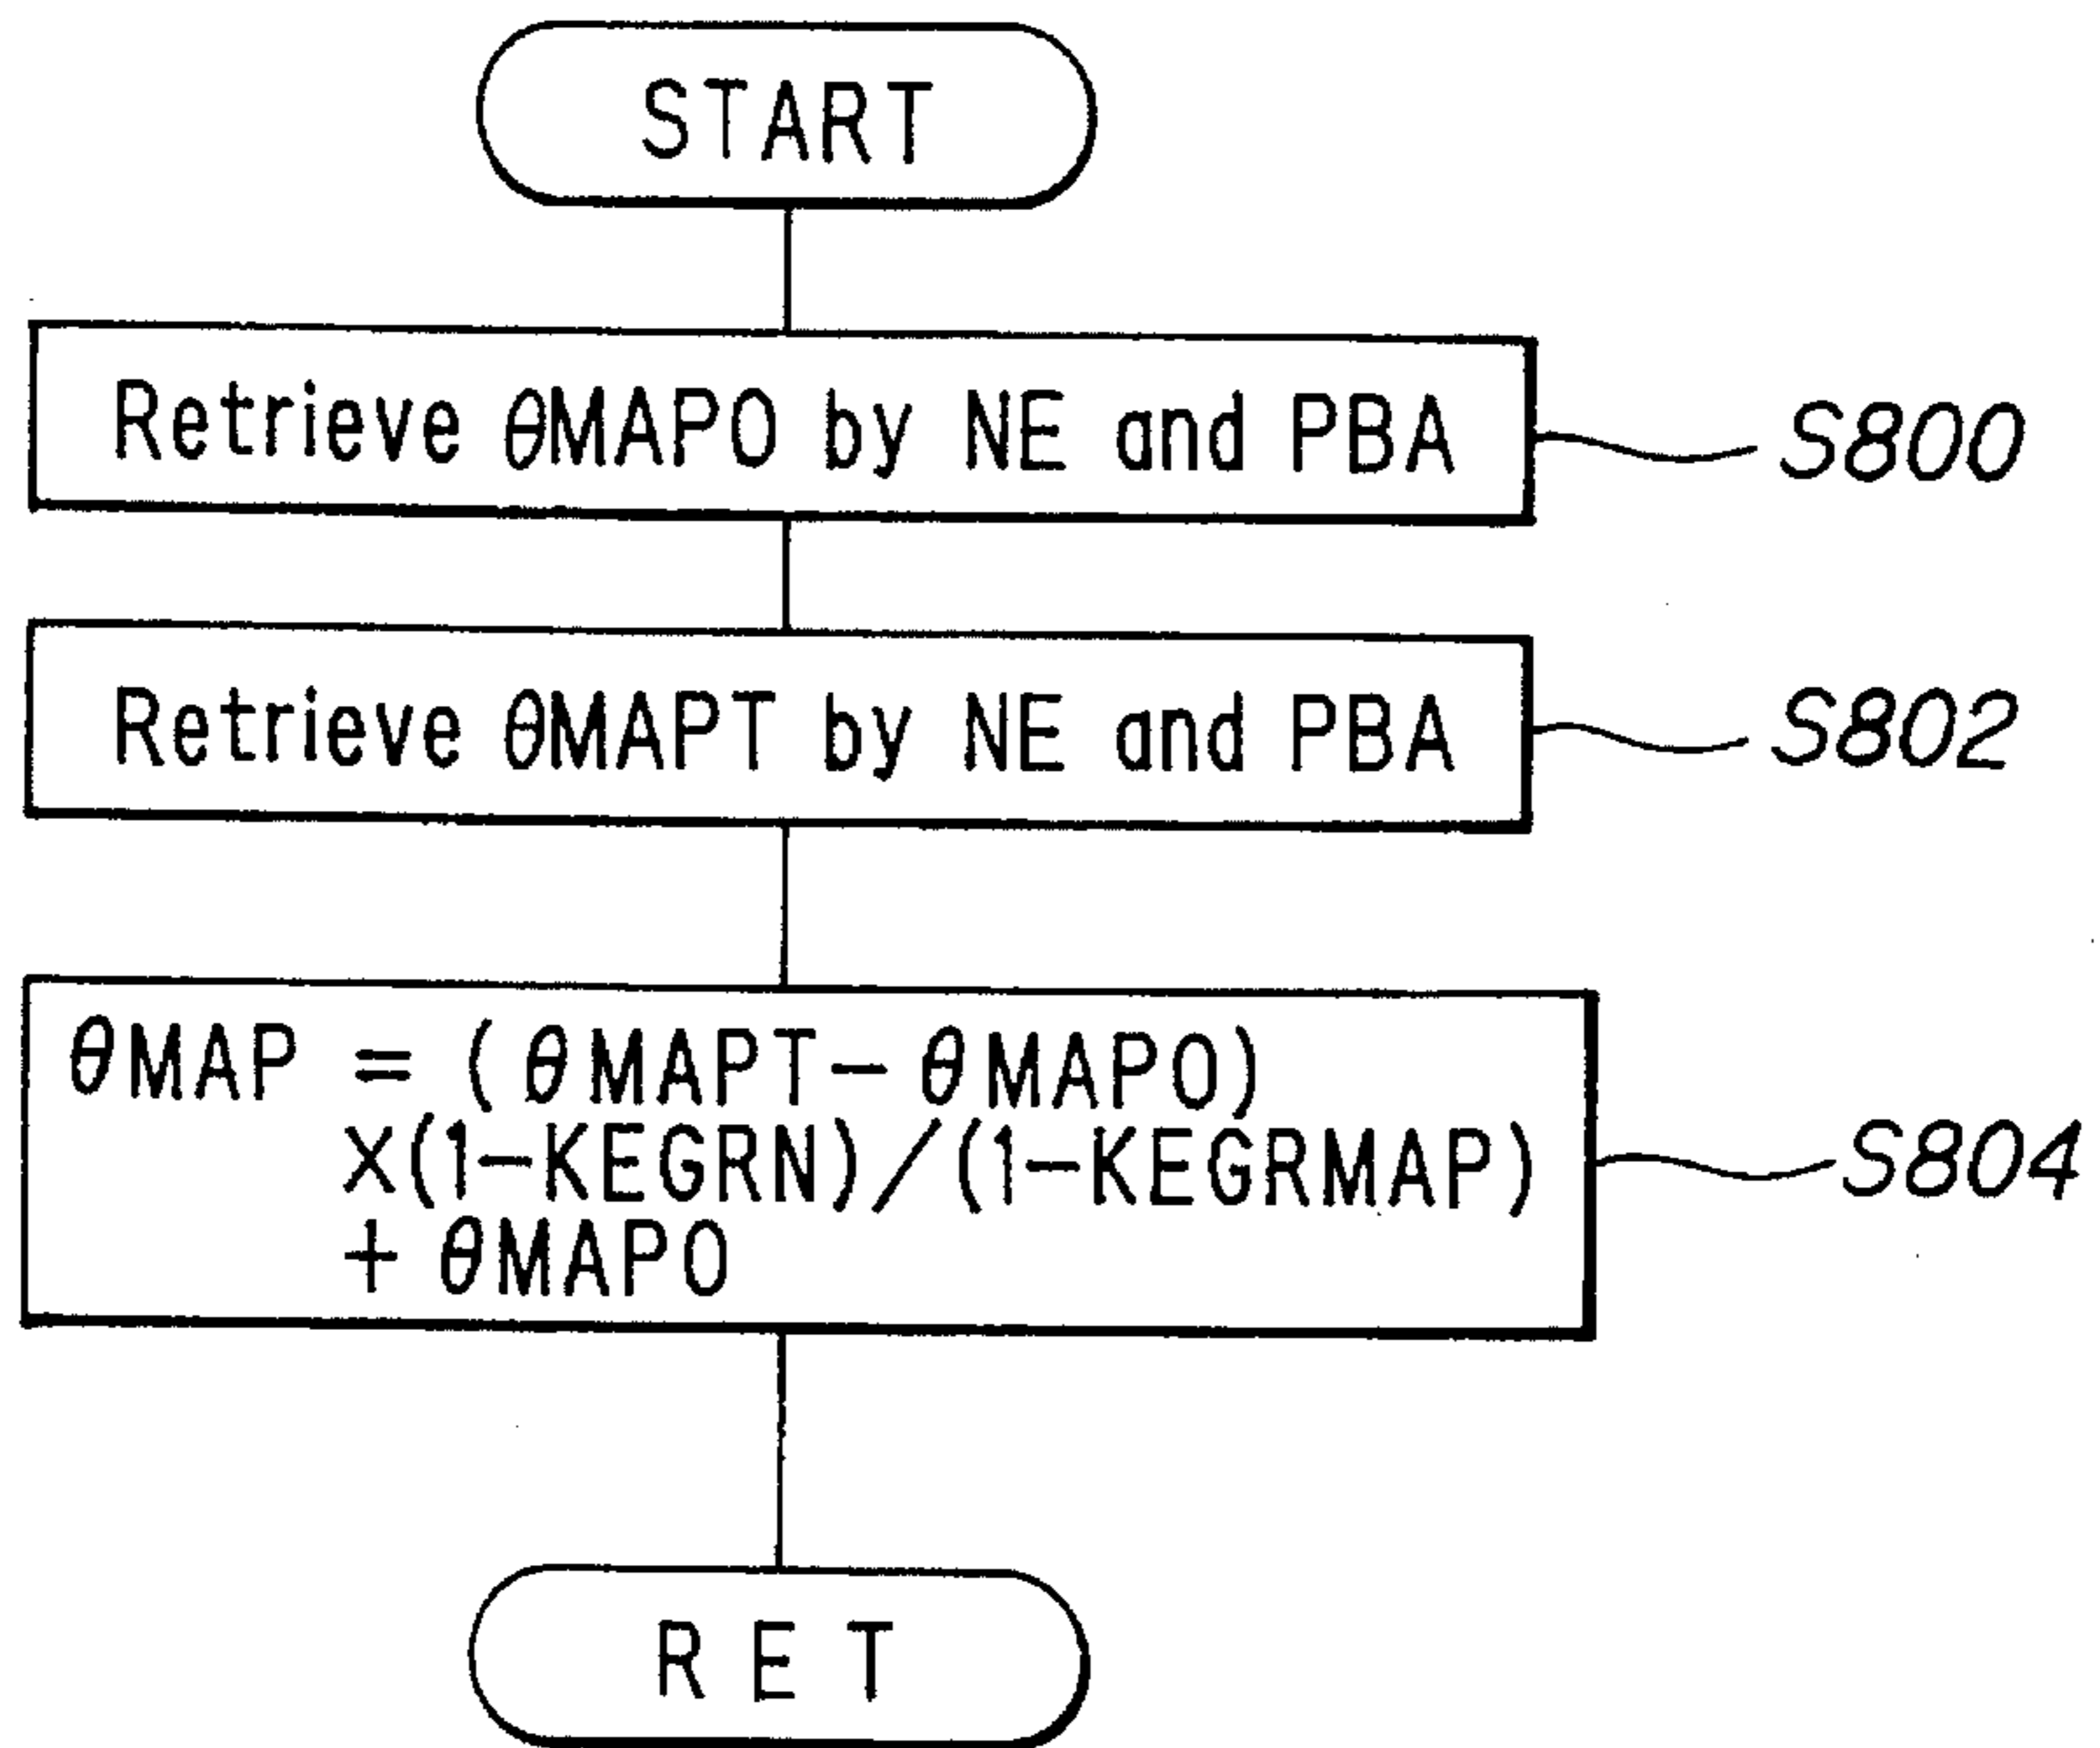 START
Retrieve θMAPO by NE and PBA
S800
Retrieve θMAPT by NE and PBA
S802
θMAP = (θMAPT-θMAPO)
×(1-KEGRN)/(1-KEGRMAP)
+ θMAPO
S804
RET